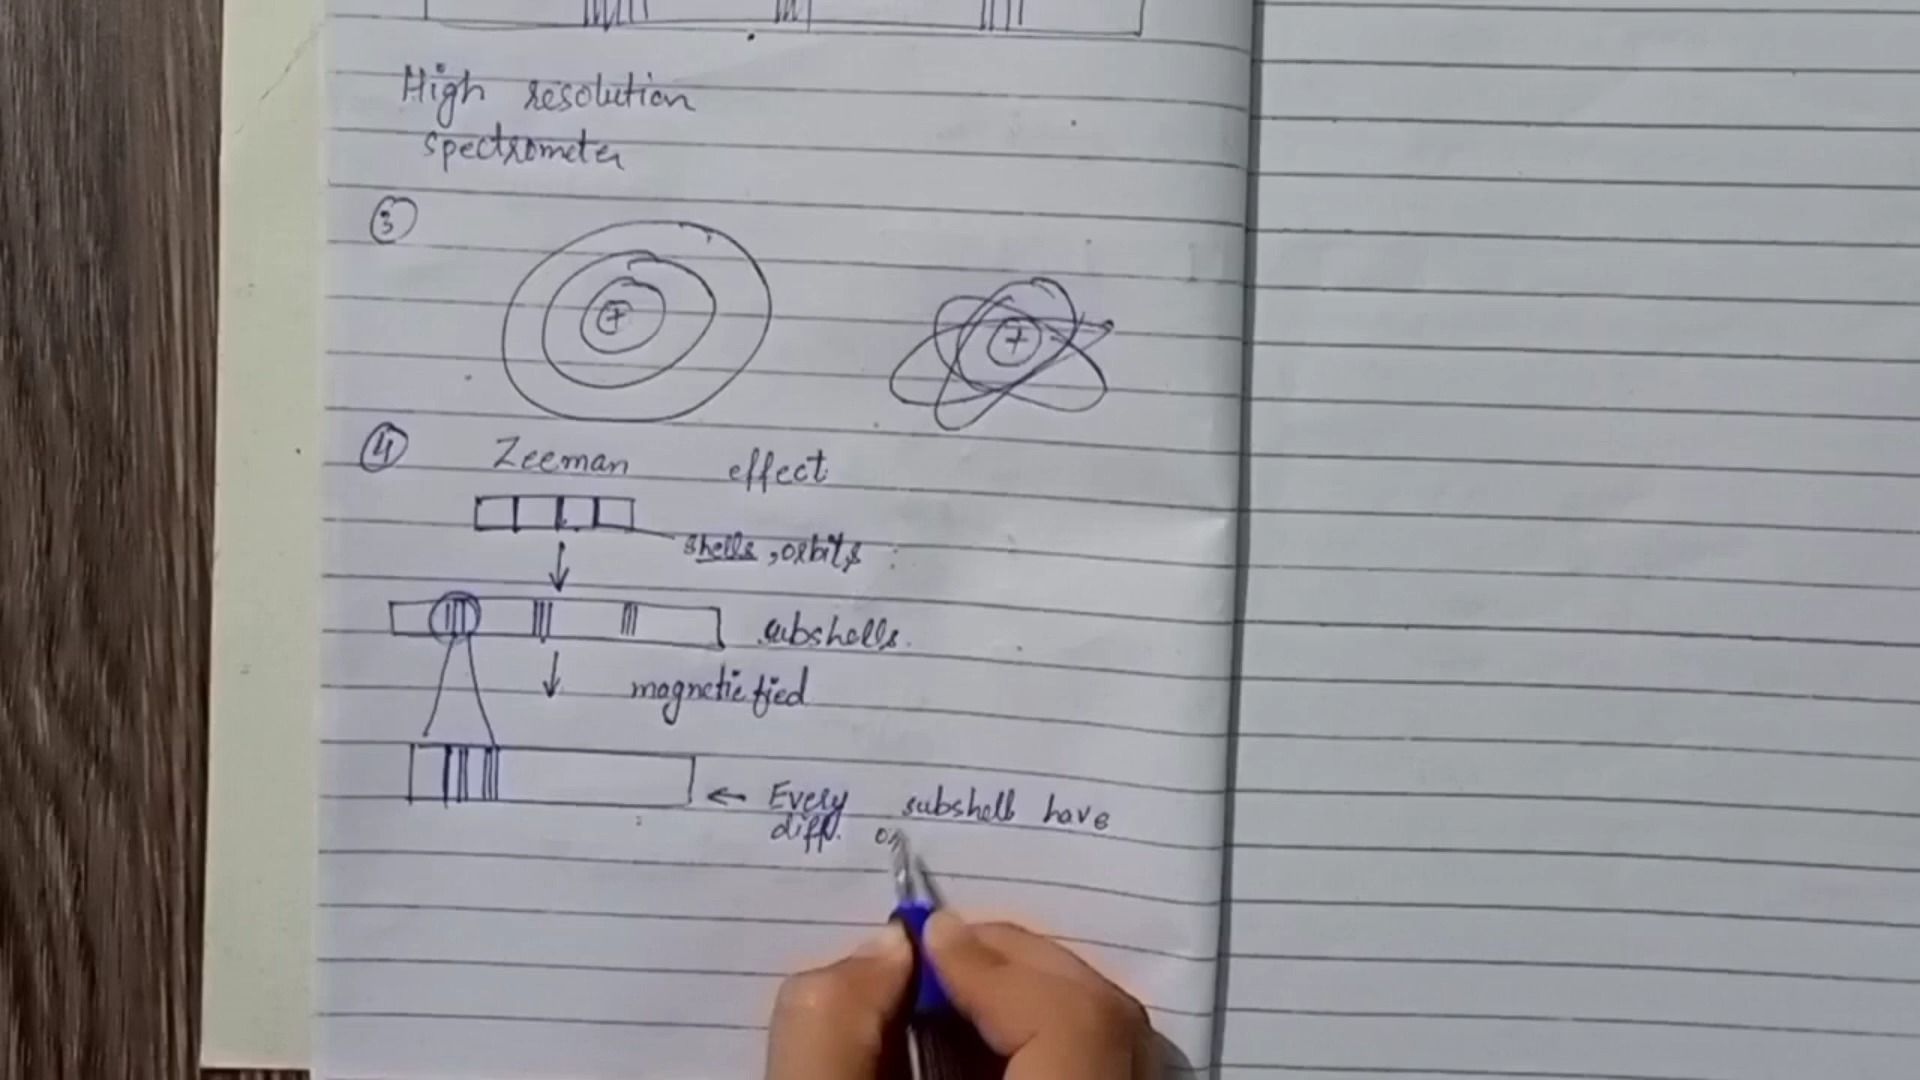 High resolution
spectrometer
3
+
+
4 Zeeman effect
shells, orbits
subshells.
magnetic fied
← Every subshell have
diff. o